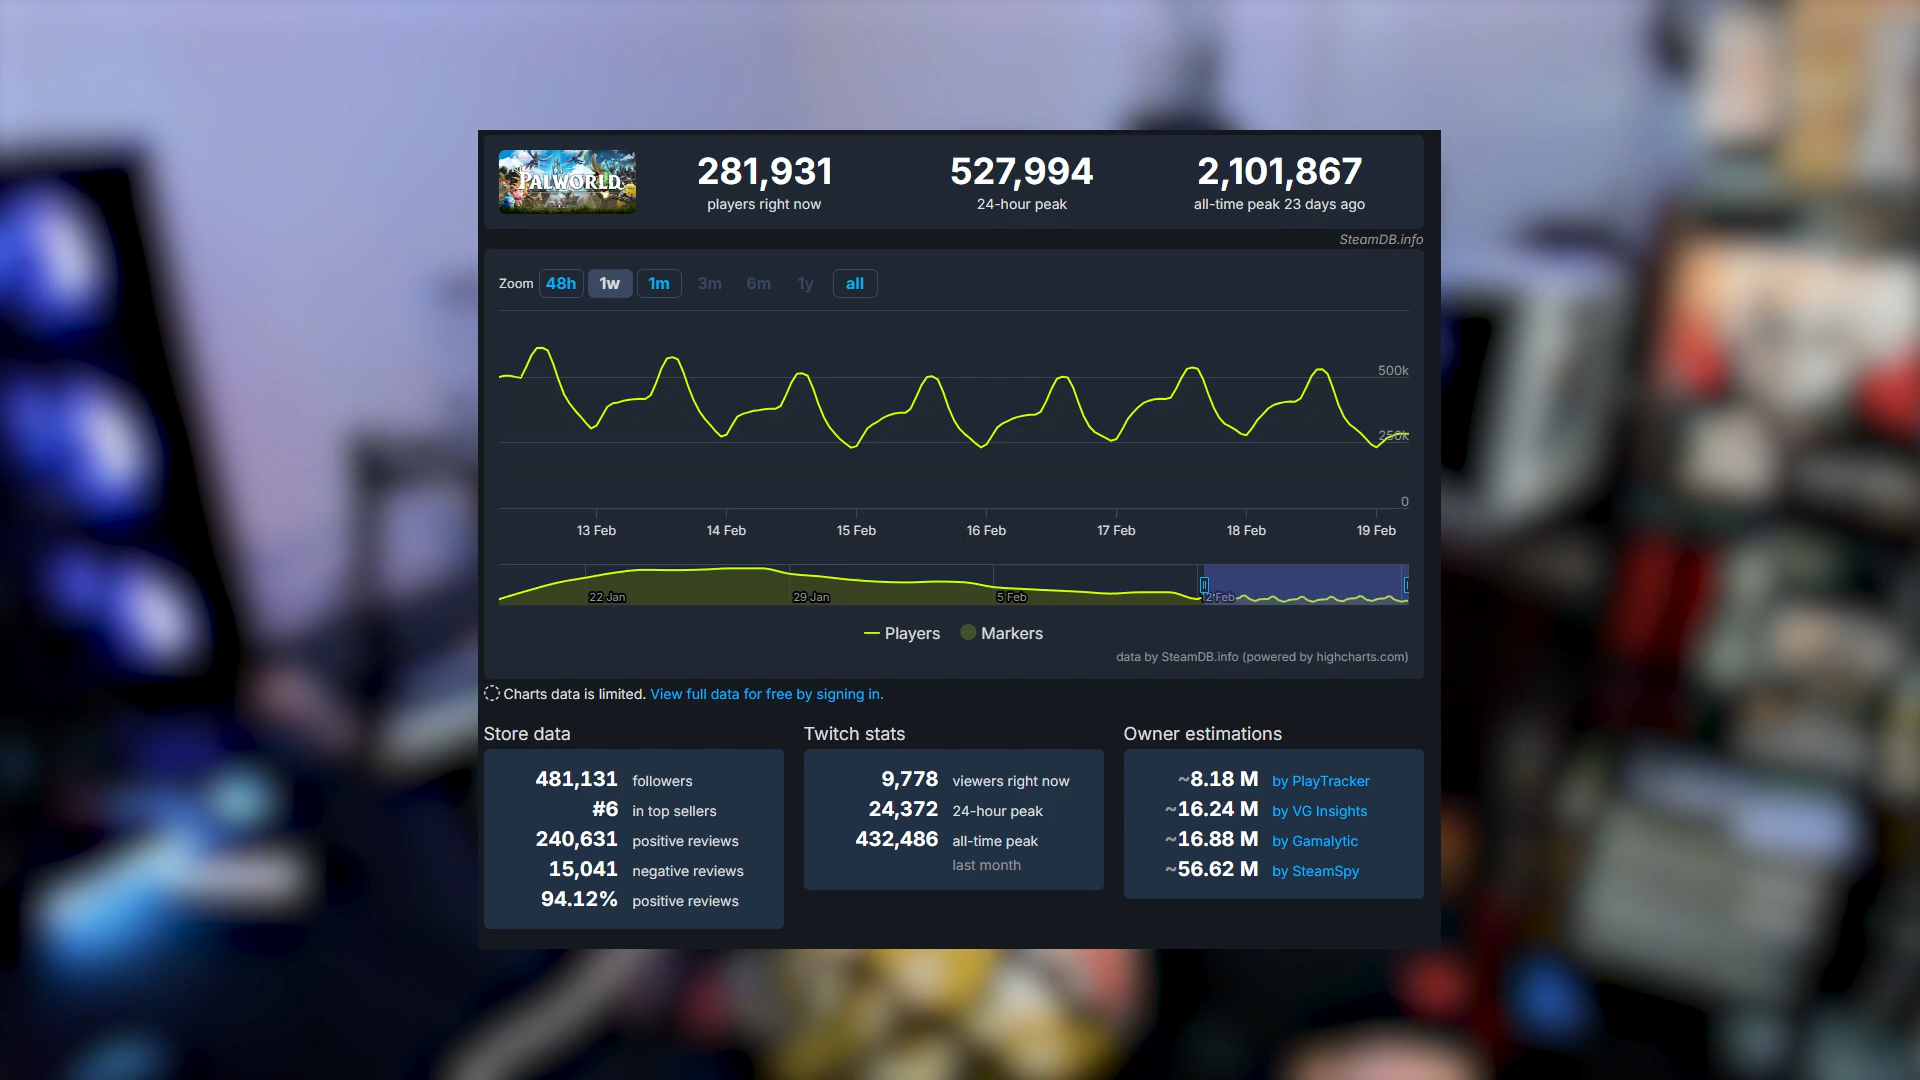 PALWORLD
281,931
players right now
527,994
24-hour peak
2,101,867
all-time peak 23 days ago
SteamDB.info
Zoom 48h 1w 1m 3m 6m 1y all
500k
250k
0
13 Feb 14 Feb 15 Feb 16 Feb 17 Feb 18 Feb 19 Feb
22 Jan 29 Jan 5 Feb 12 Feb
Players Markers
data by SteamDB.info (powered by highcharts.com)
Charts data is limited. View full data for free by signing in.
Store data
481,131 followers
#6 in top sellers
240,631 positive reviews
15,041 negative reviews
94.12% positive reviews
Twitch stats
9,778 viewers right now
24,372 24-hour peak
432,486 all-time peak
last month
Owner estimations
~8.18 M by PlayTracker
~16.24 M by VG Insights
~16.88 M by Gamalytic
~56.62 M by SteamSpy